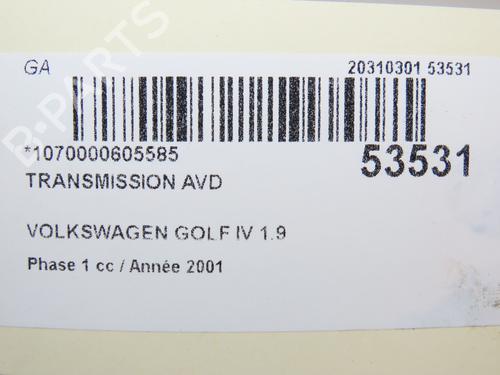 GA 20310301 53531
*1070000605585 53531
TRANSMISSION AVD
VOLKSWAGEN GOLF IV 1.9
Phase 1 cc / Année 2001
B-PARTS